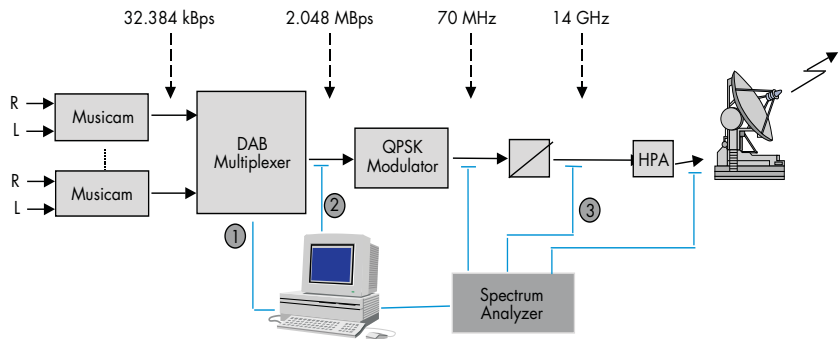 32.384 kBps
2.048 MBps
70 MHz
14 GHz
R
L
Musicam
R
L
Musicam
DAB
Multiplexer
QPSK
Modulator
HPA
1
2
3
Spectrum
Analyzer